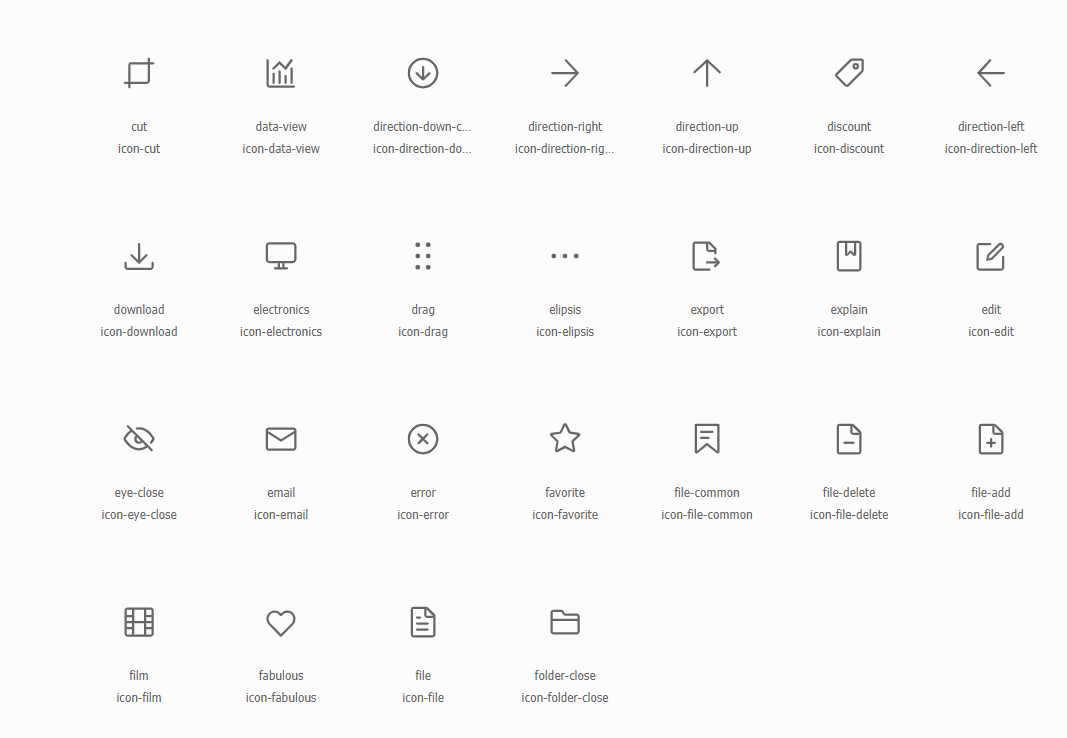 cut
data-view
direction-down-c...
direction-right
direction-up
discount
direction-left
icon-cut
icon-data-view
icon-direction-do...
icon-direction-rig...
icon-direction-up
icon-discount
icon-direction-left
download
electronics
drag
elipsis
export
explain
edit
icon-download
icon-electronics
icon-drag
icon-elipsis
icon-export
icon-explain
icon-edit
eye-close
email
error
favorite
file-common
file-delete
file-add
icon-eye-close
icon-email
icon-error
icon-favorite
icon-file-common
icon-file-delete
icon-file-add
film
fabulous
file
folder-close
icon-film
icon-fabulous
icon-file
icon-folder-close